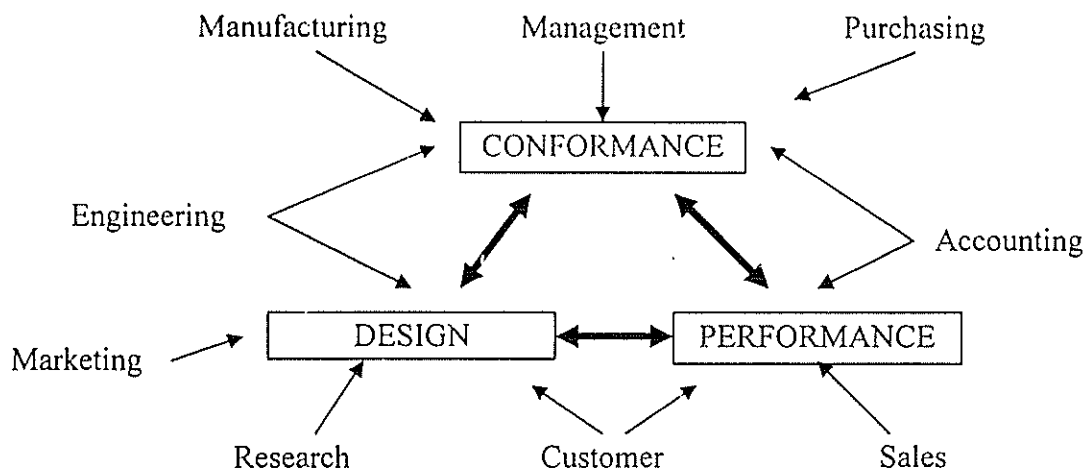 Manufacturing
Management
Purchasing
CONFORMANCE
Engineering
Accounting
DESIGN
PERFORMANCE
Marketing
Research
Customer
Sales